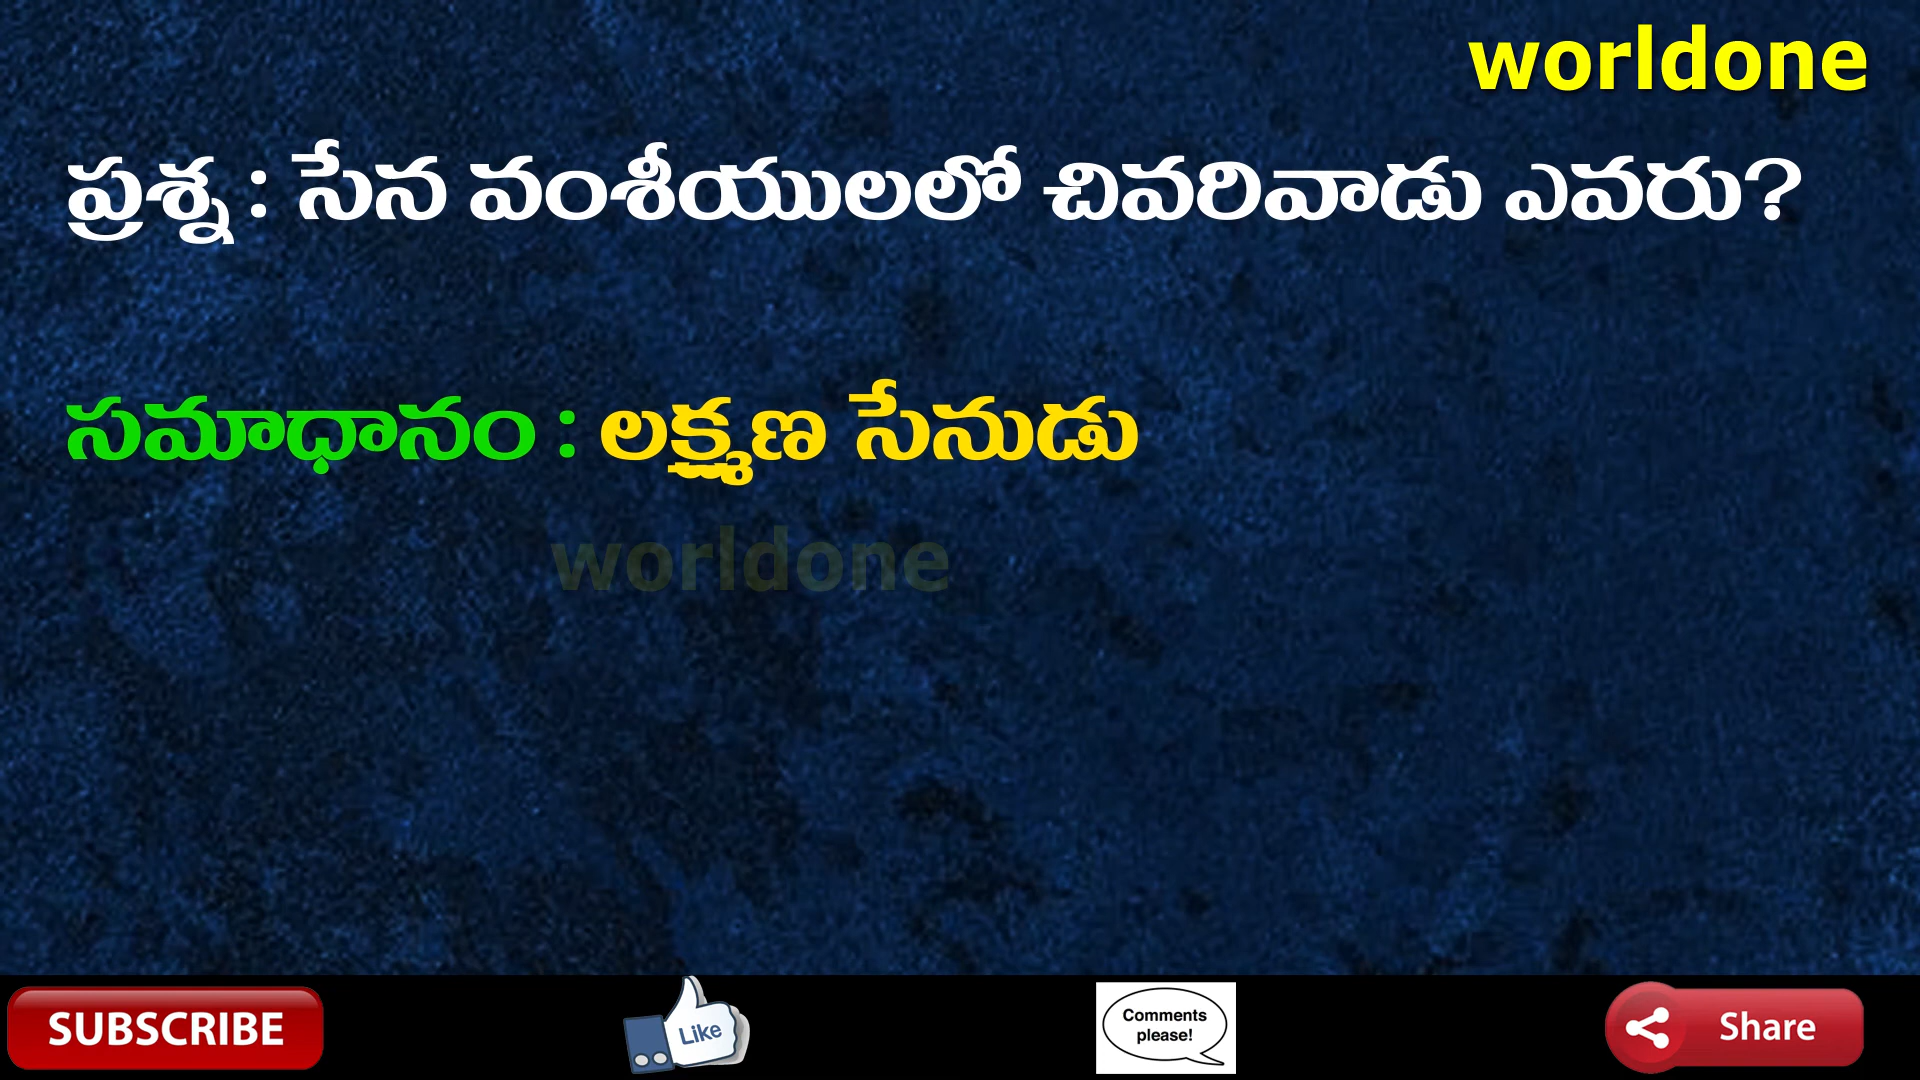 worldone
ప్రశ్న : సేన వంశీయులలో చివరివాడు ఎవరు?
సమాధానం : లక్ష్మణ సేనుడు
worldone
SUBSCRIBE
Like
Comments
please!
Share